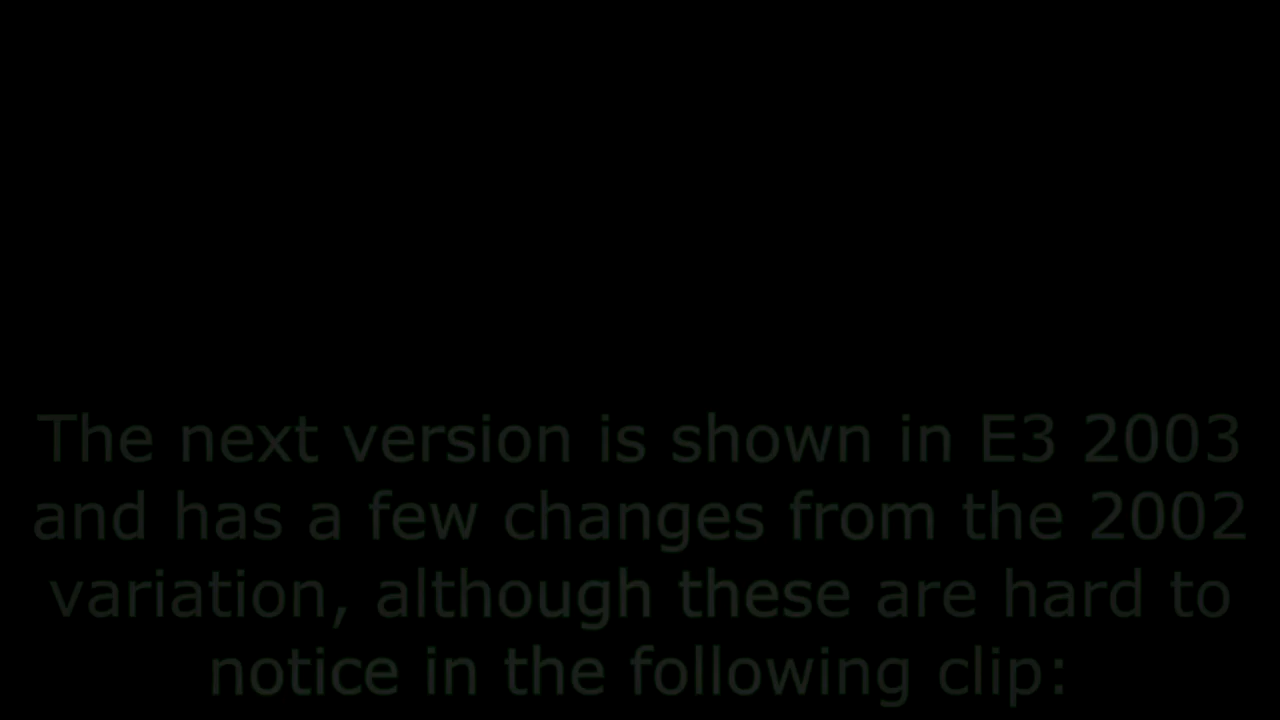 The next version is shown in E3 2003
and has a few changes from the 2002
variation, although these are hard to
notice in the following clip: